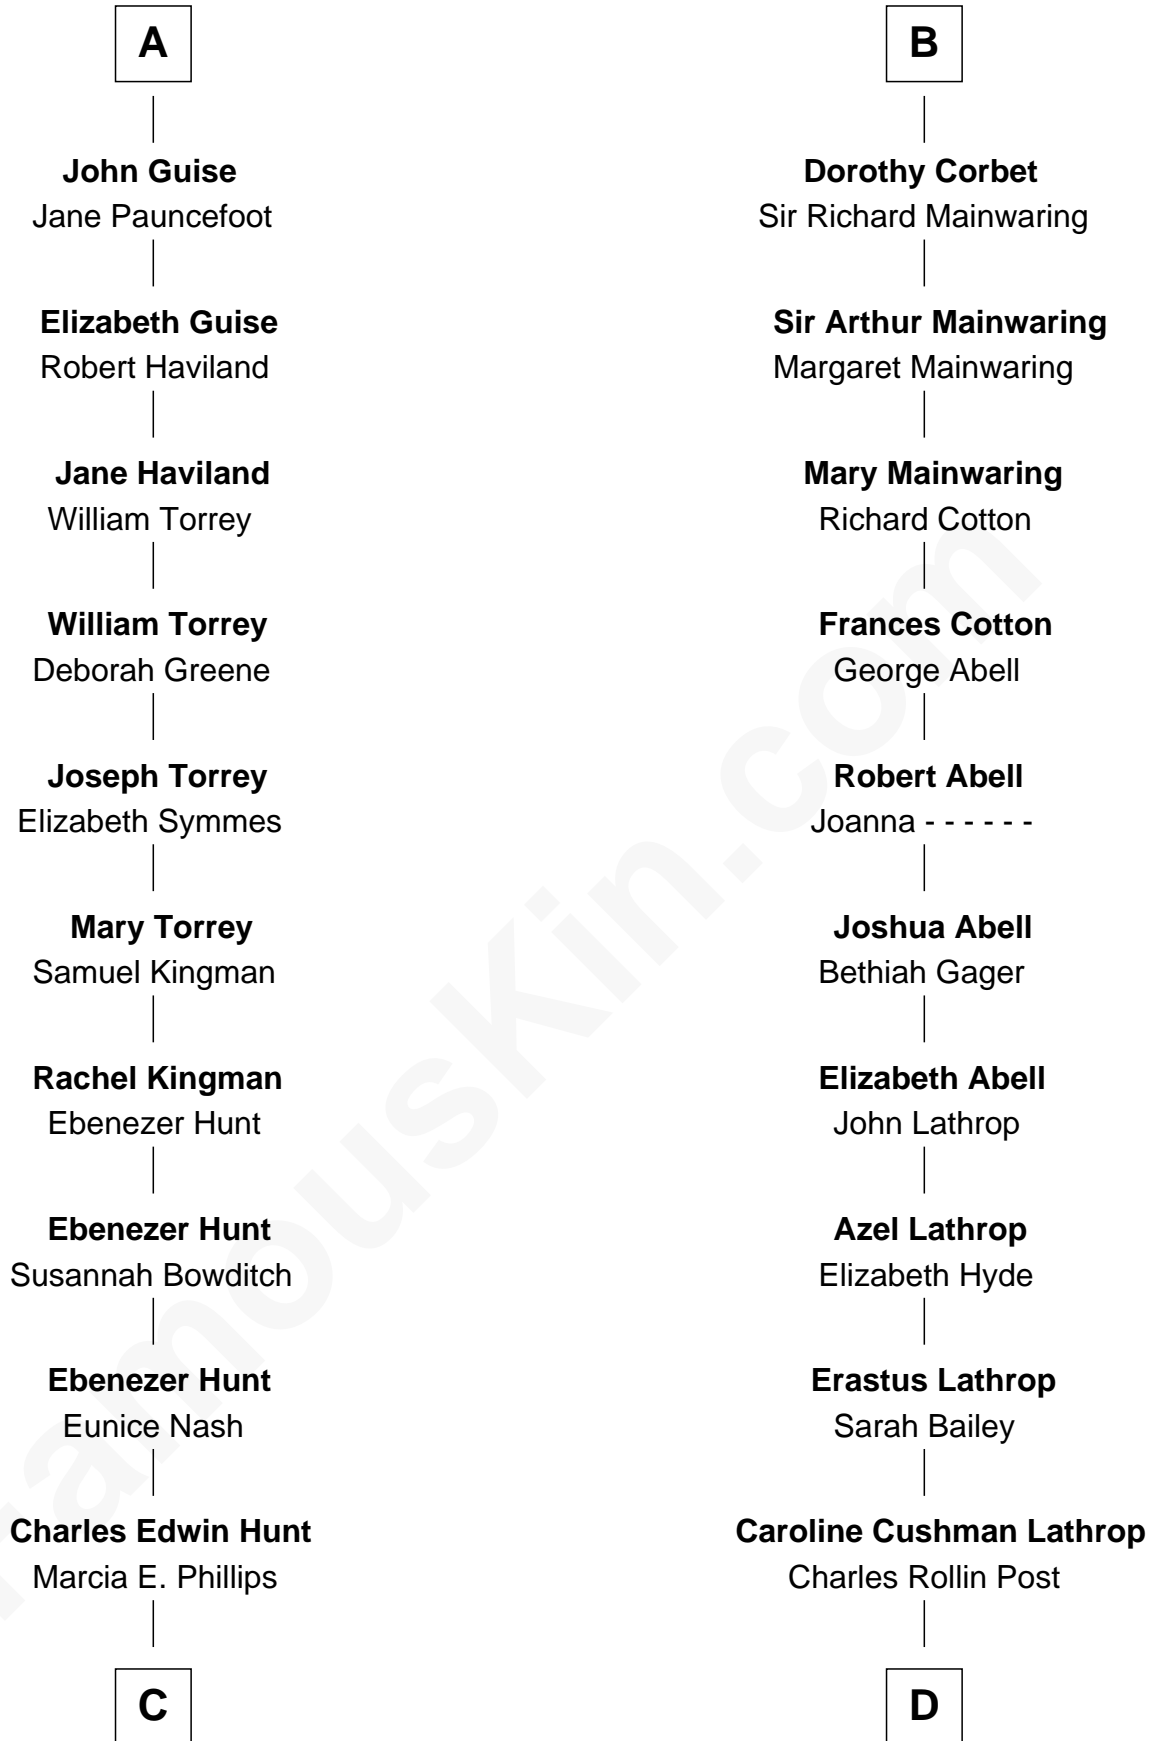 A
John Guise
Jane Pauncefoot
Elizabeth Guise
Robert Haviland
Jane Haviland
William Torrey
William Torrey
Deborah Greene
Joseph Torrey
Elizabeth Symmes
Mary Torrey
Samuel Kingman
Rachel Kingman
Ebenezer Hunt
Ebenezer Hunt
Susannah Bowditch
Ebenezer Hunt
Eunice Nash
Charles Edwin Hunt
Marcia E. Phillips
C
B
Dorothy Corbet
Sir Richard Mainwaring
Sir Arthur Mainwaring
Margaret Mainwaring
Mary Mainwaring
Richard Cotton
Frances Cotton
George Abell
Robert Abell
Joanna - - - - - -
Joshua Abell
Bethiah Gager
Elizabeth Abell
John Lathrop
Azel Lathrop
Elizabeth Hyde
Erastus Lathrop
Sarah Bailey
Caroline Cushman Lathrop
Charles Rollin Post
D
FamousKin.com